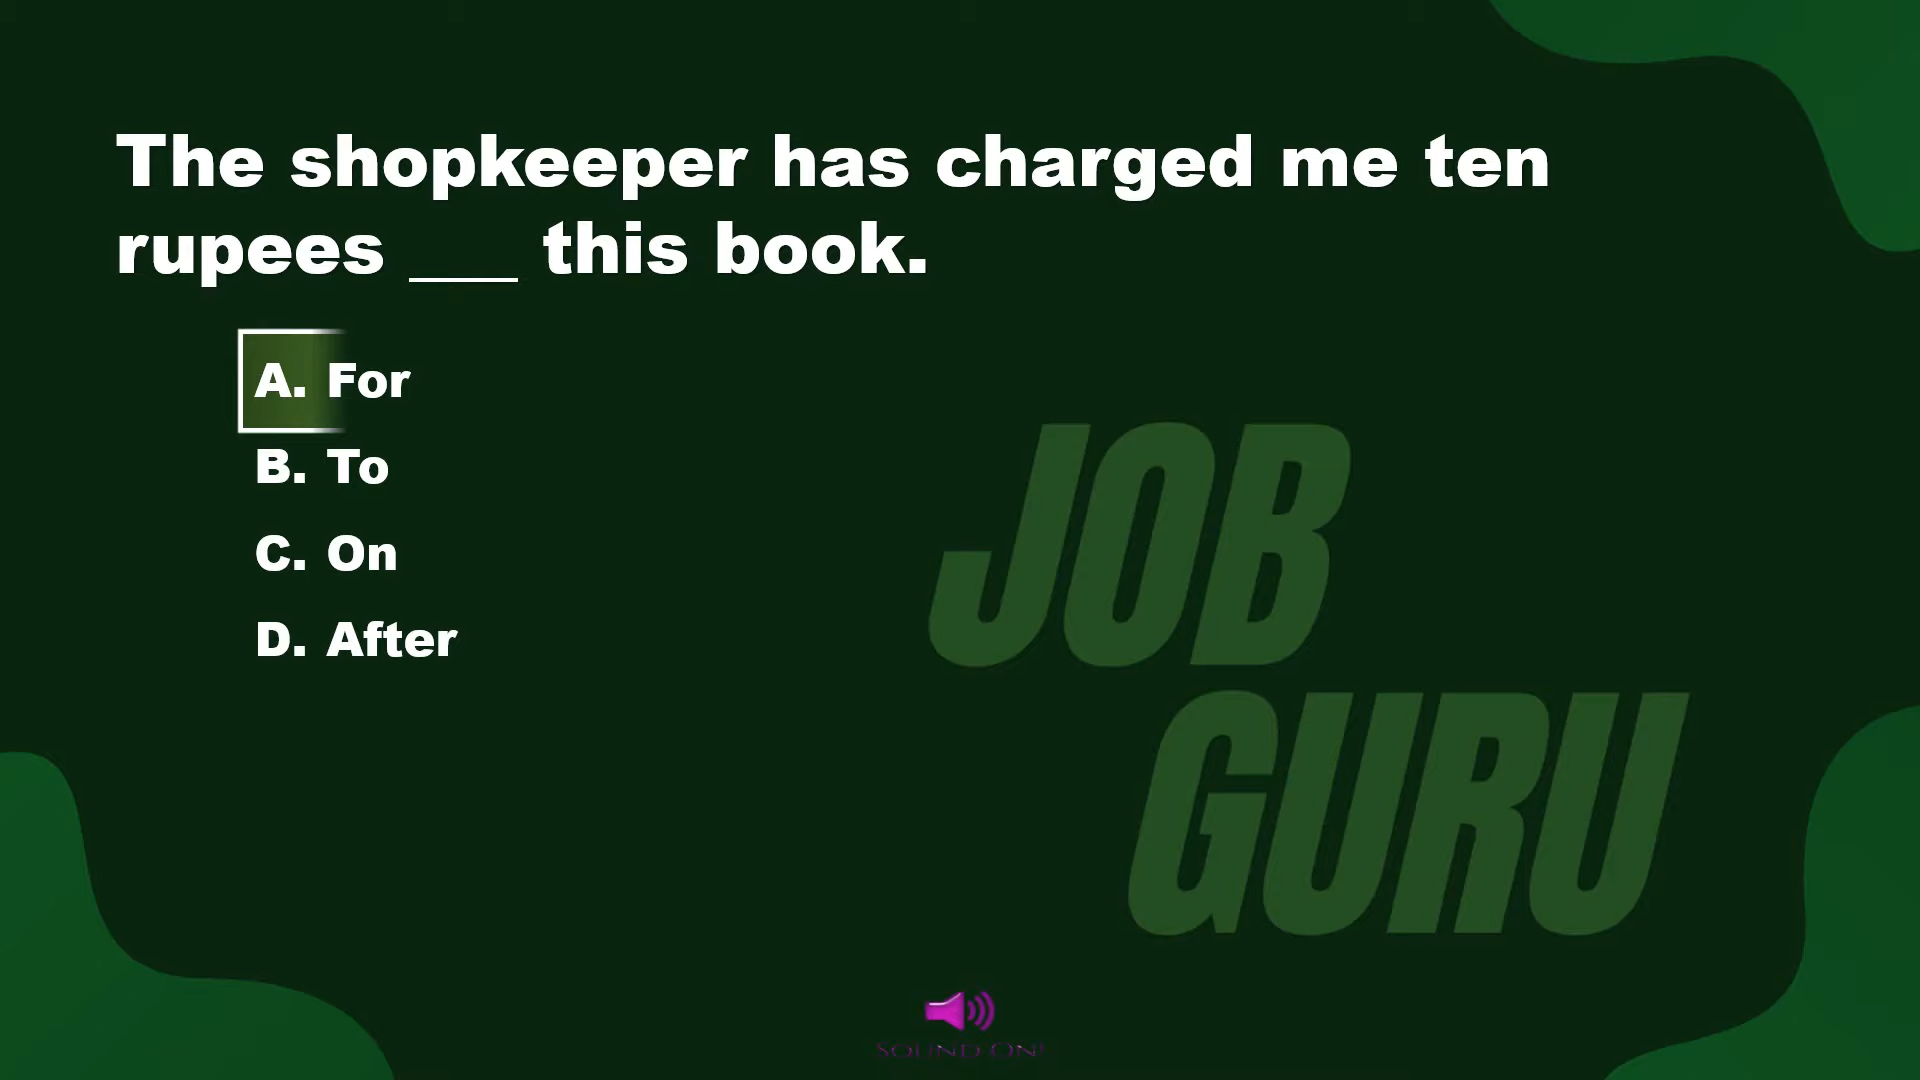 The shopkeeper has charged me ten
rupees ___ this book.
A. For
B. To
C. On
D. After
JOB
GURU
SOUND ON!